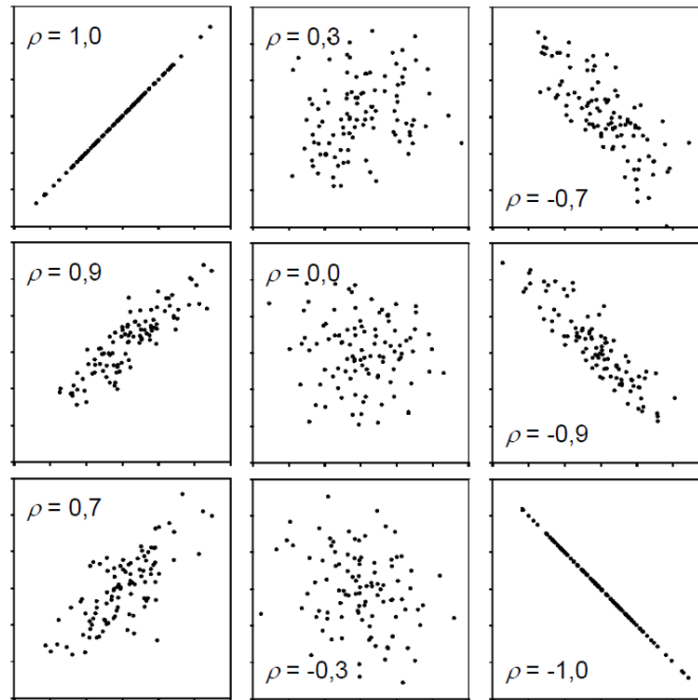 ρ = 1,0
ρ = 0,3
ρ = -0,7
ρ = 0,9
ρ = 0,0
ρ = -0,9
ρ = 0,7
ρ = -0,3
ρ = -1,0